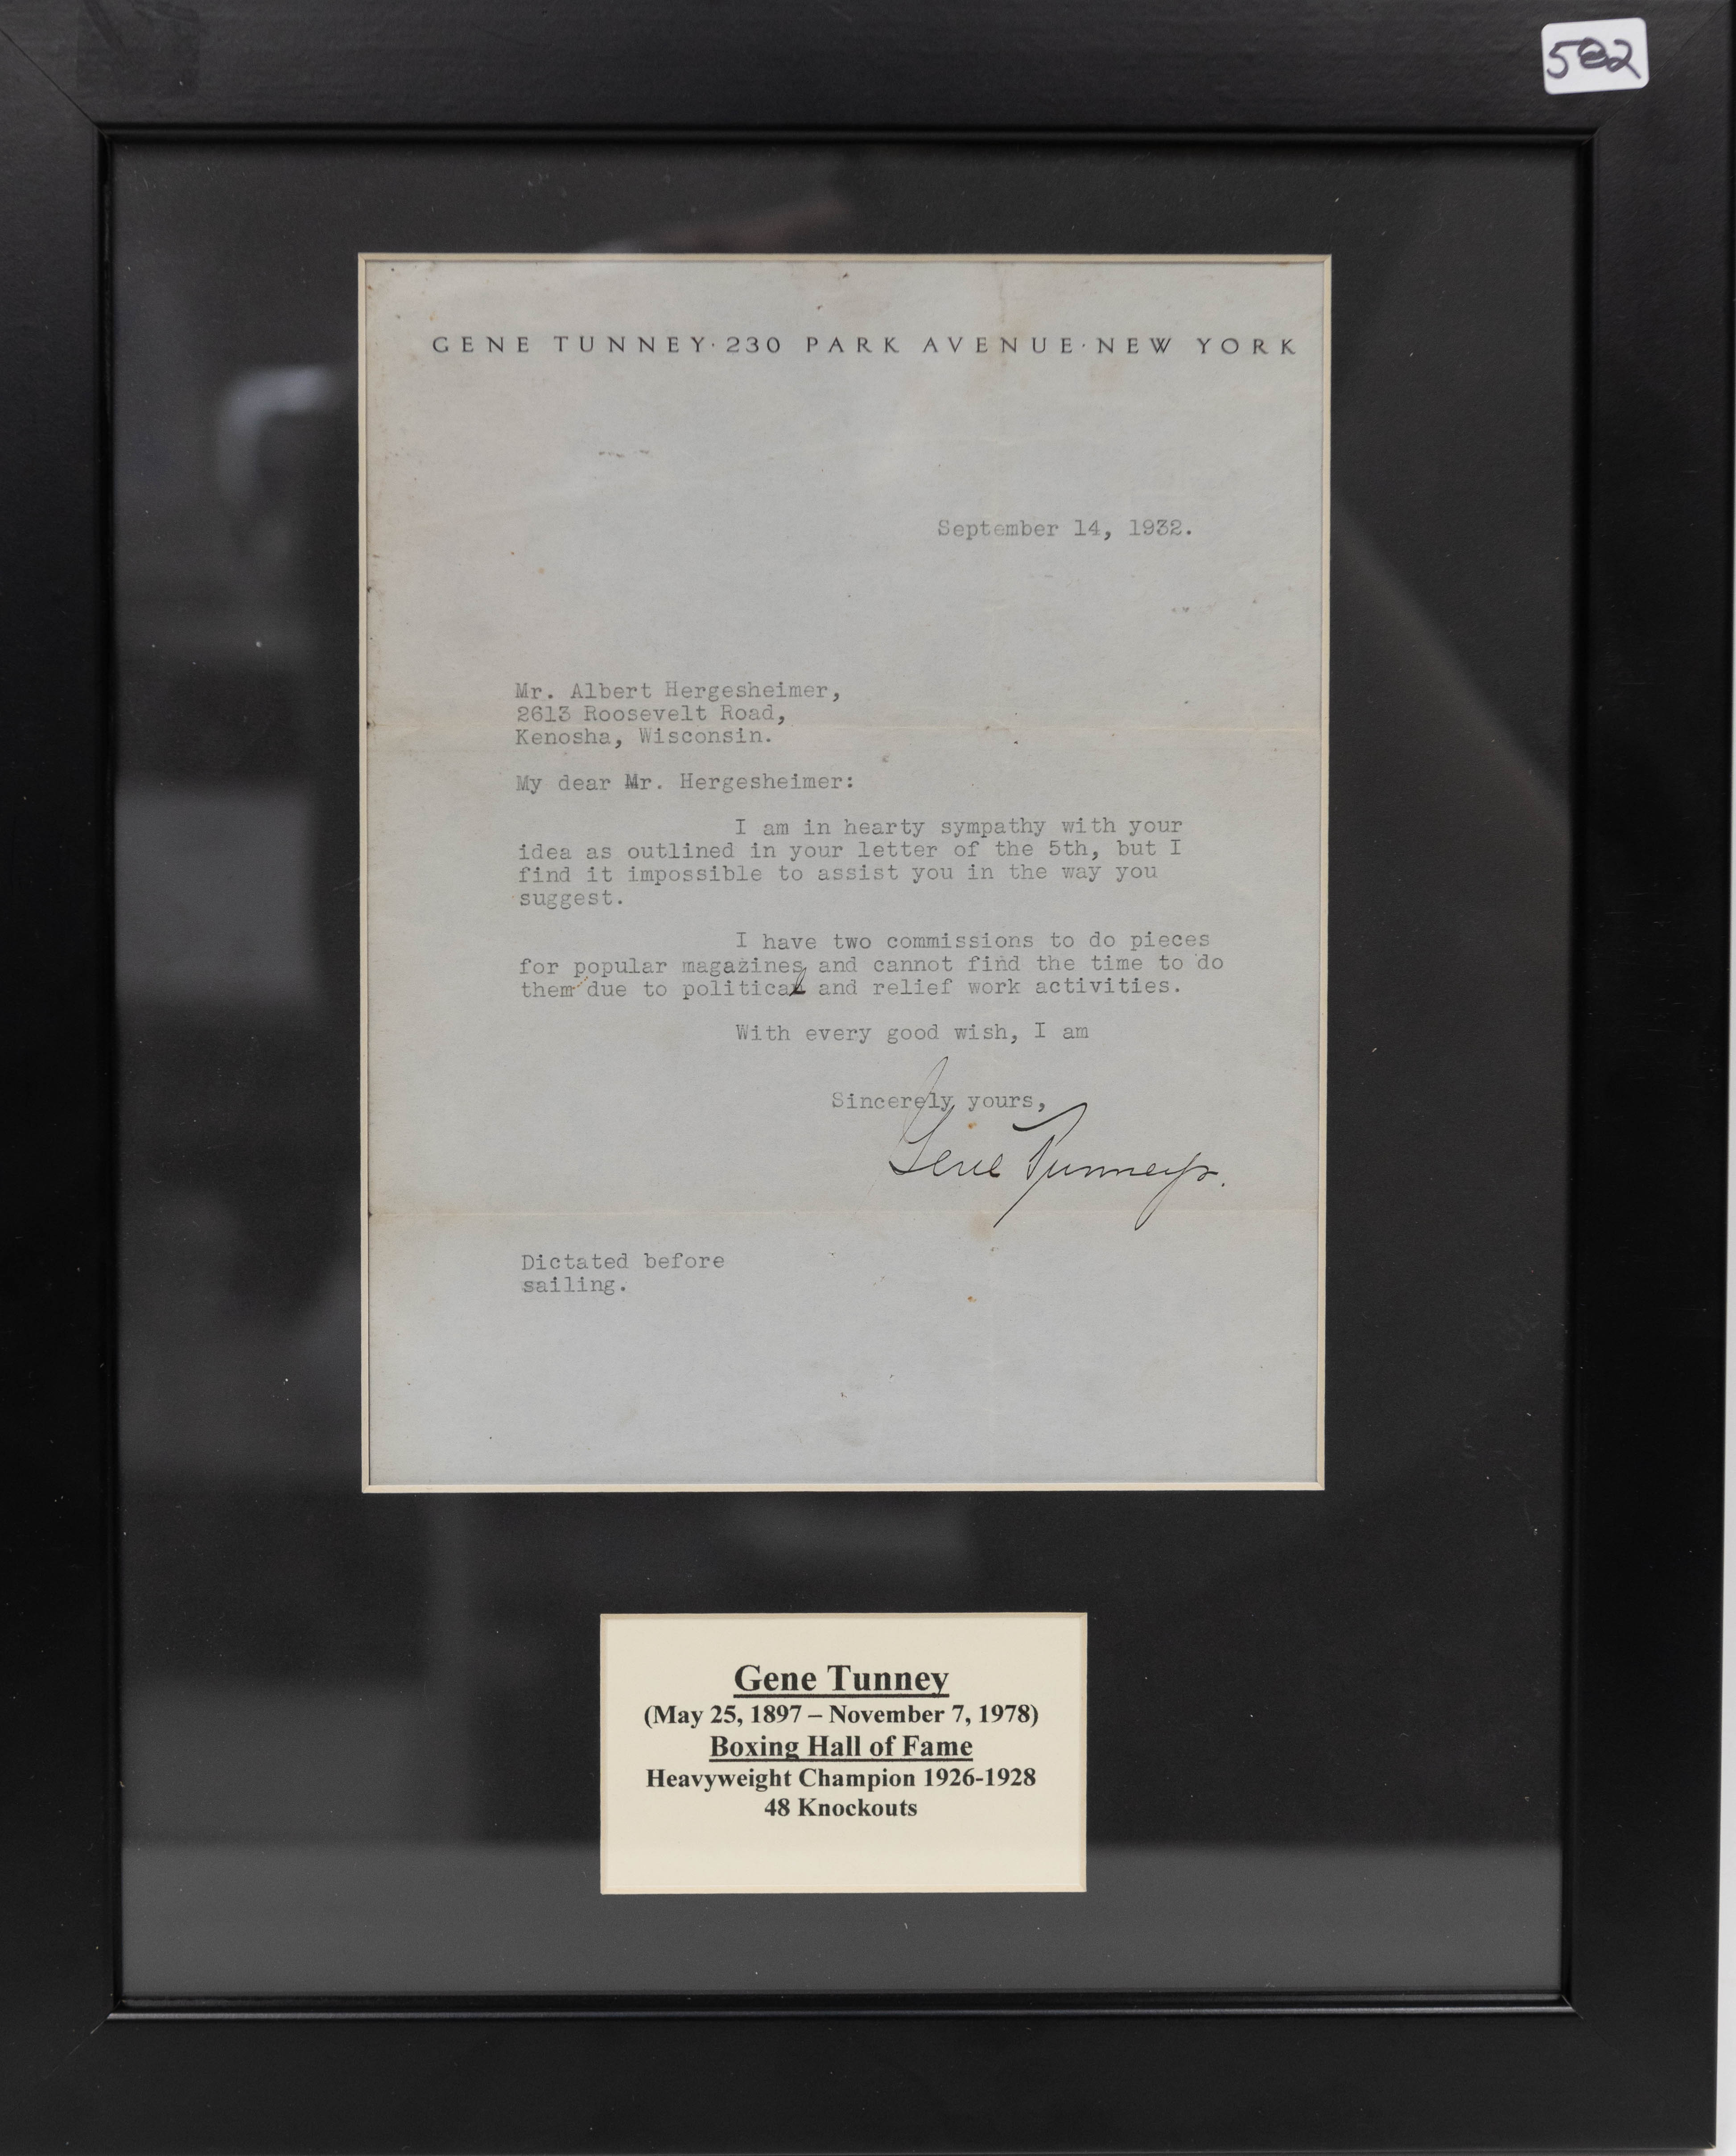 502
GENE TUNNEY·230 PARK AVENUE·NEW YORK
September 14, 1932.
Mr. Albert Hergesheimer,
2613 Roosevelt Road,
Kenosha, Wisconsin.
My dear Mr. Hergesheimer:
I am in hearty sympathy with your
idea as outlined in your letter of the 5th, but I
find it impossible to assist you in the way you
suggest.
I have two commissions to do pieces
for popular magazines, and cannot find the time to do
them due to political and relief work activities.
With every good wish, I am
Sincerely yours,
Gene Tunney.
Dictated before
sailing.
Gene Tunney
(May 25, 1897 – November 7, 1978)
Boxing Hall of Fame
Heavyweight Champion 1926-1928
48 Knockouts